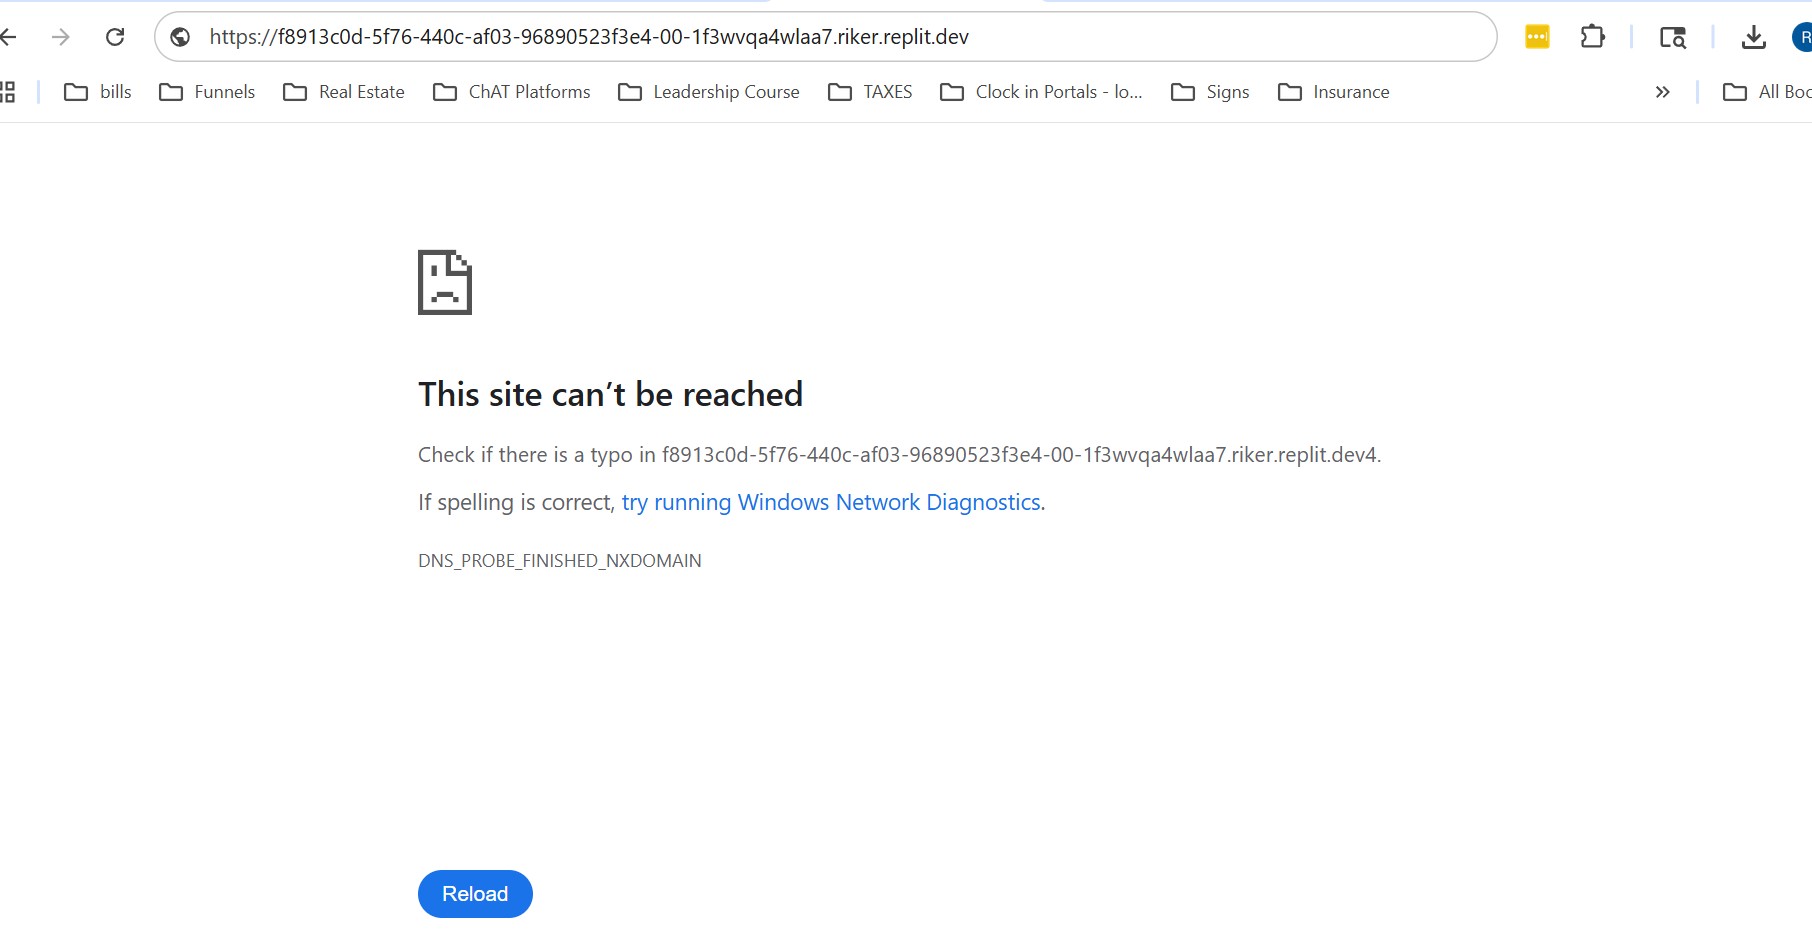 https://f8913c0d-5f76-440c-af03-96890523f3e4-00-1f3wvqa4wlaa7.riker.replit.dev
R
bills Funnels Real Estate ChAT Platforms Leadership Course TAXES Clock in Portals - lo... Signs Insurance » All Boo
This site can’t be reached
Check if there is a typo in f8913c0d-5f76-440c-af03-96890523f3e4-00-1f3wvqa4wlaa7.riker.replit.dev4.
If spelling is correct, try running Windows Network Diagnostics.
DNS_PROBE_FINISHED_NXDOMAIN
Reload